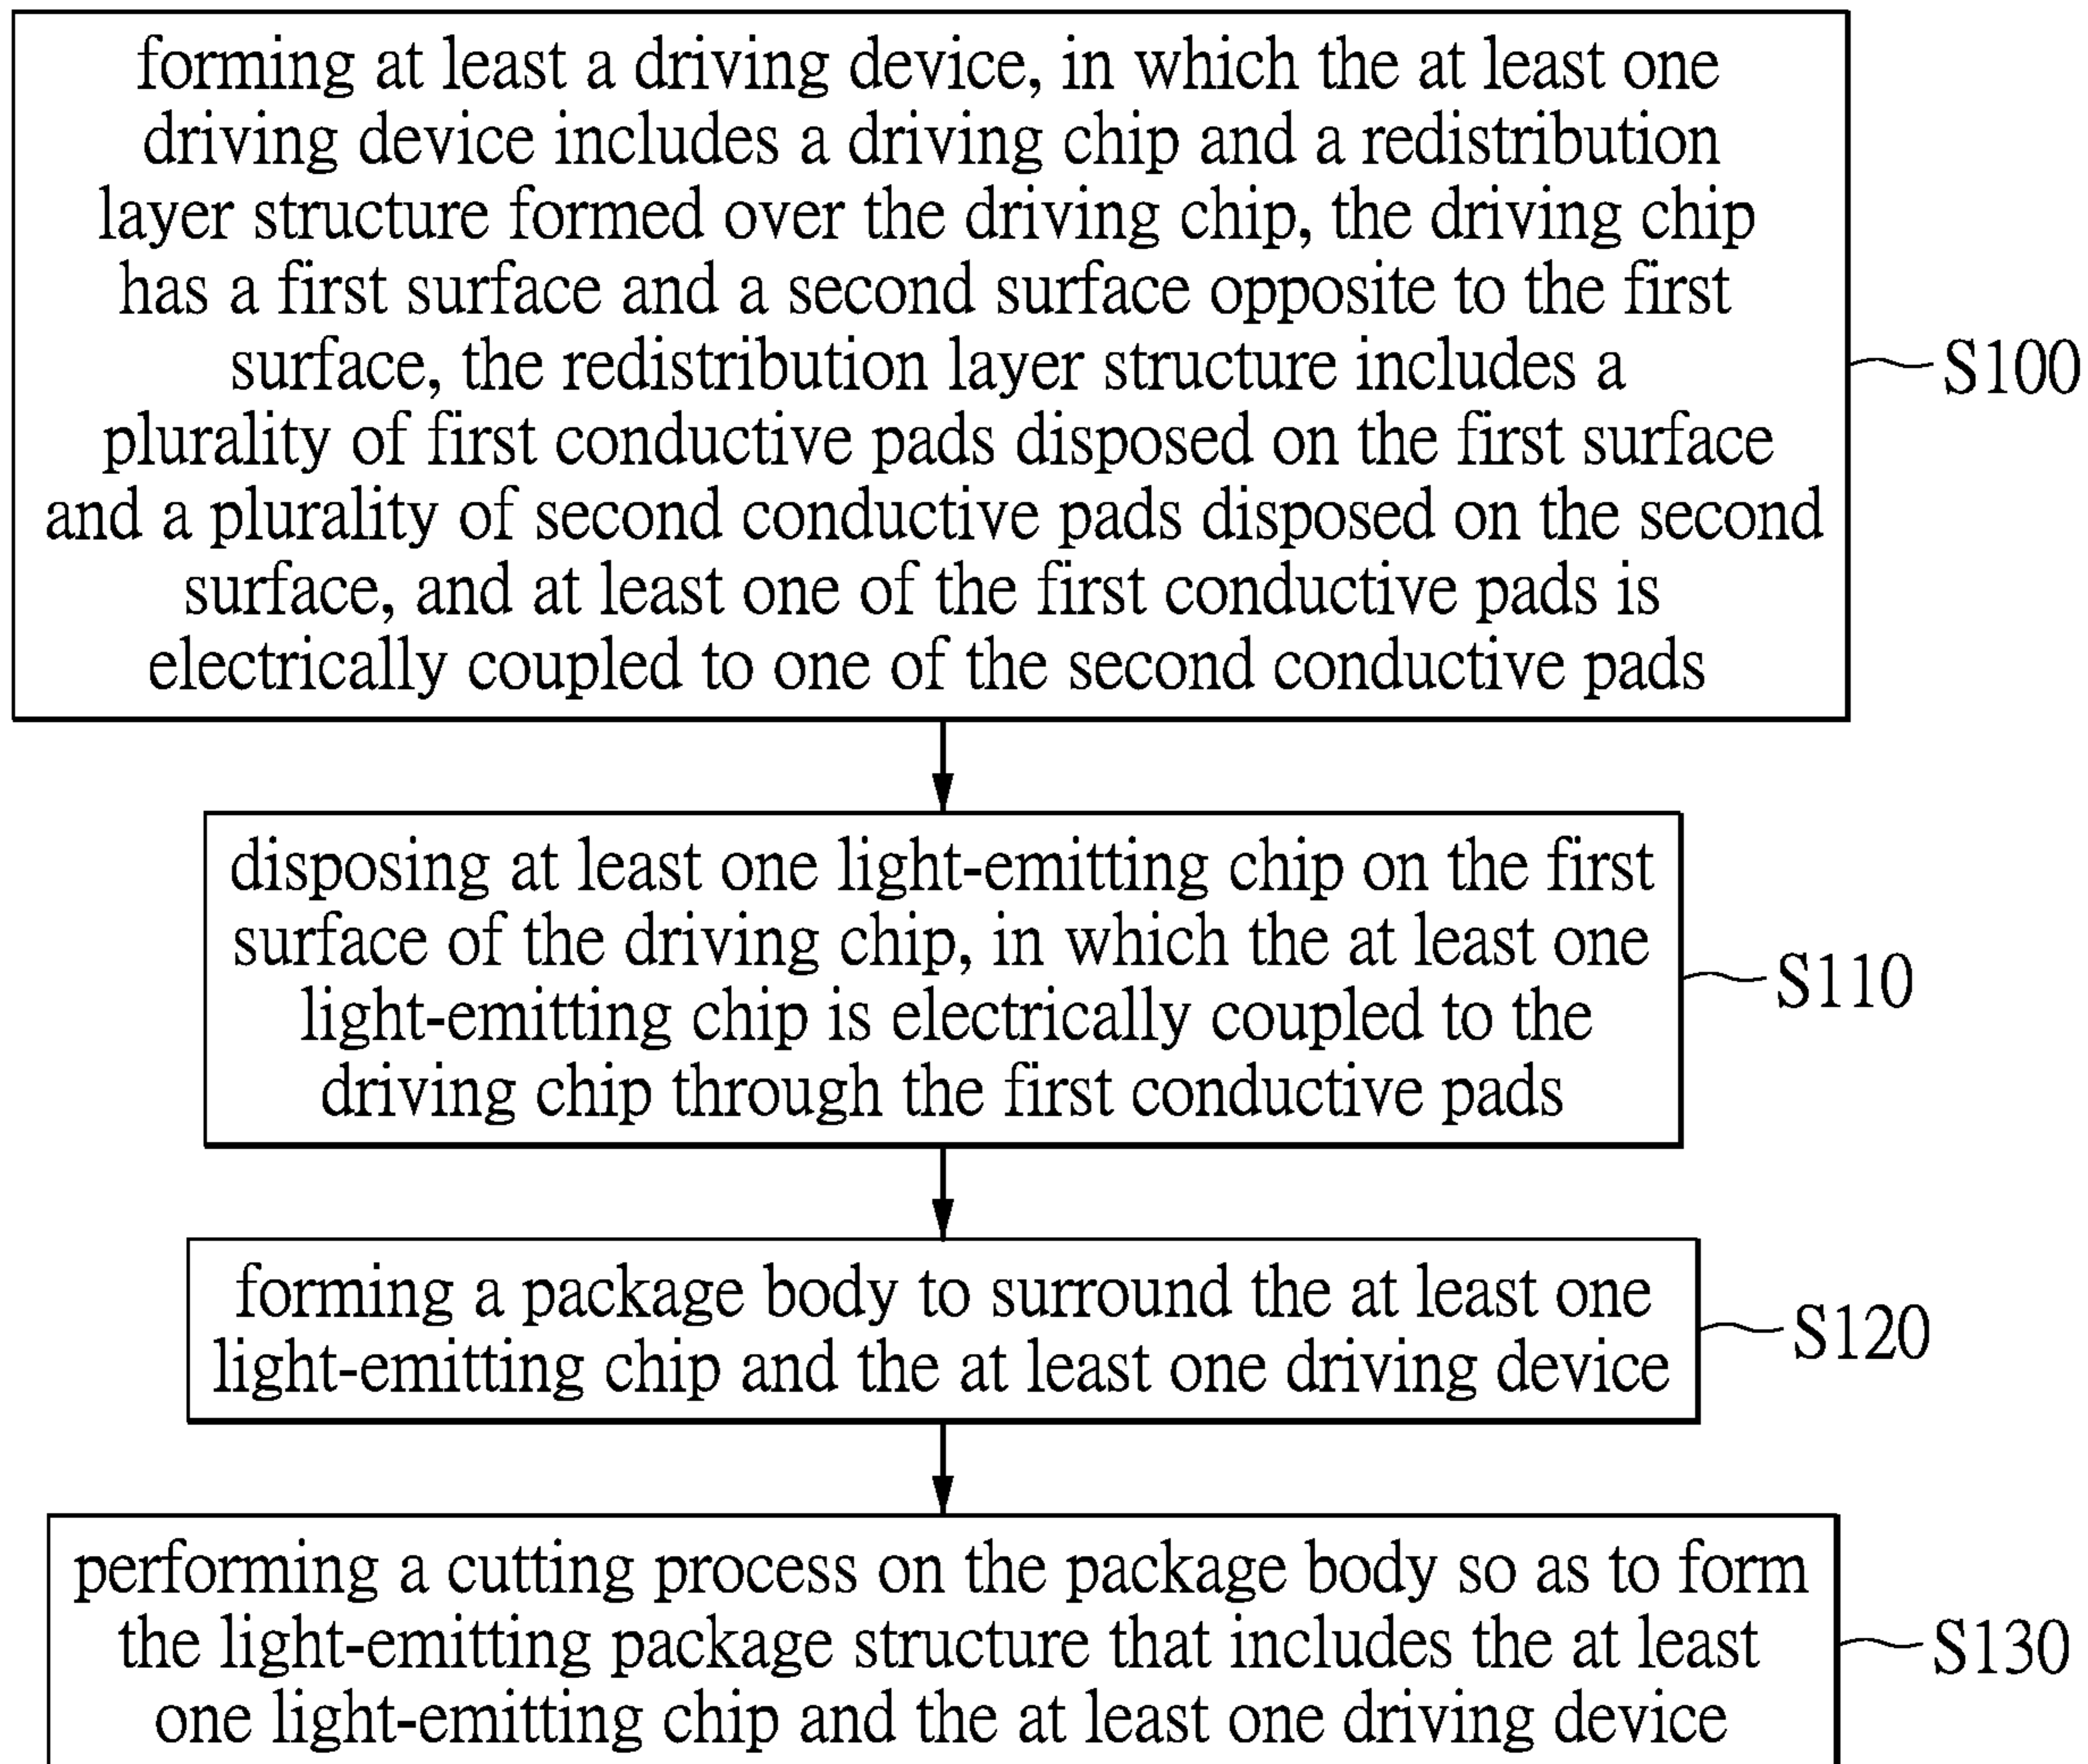 forming at least a driving device, in which the at least one
driving device includes a driving chip and a redistribution
layer structure formed over the driving chip, the driving chip
has a first surface and a second surface opposite to the first
surface, the redistribution layer structure includes a
plurality of first conductive pads disposed on the first surface
and a plurality of second conductive pads disposed on the second
surface, and at least one of the first conductive pads is
electrically coupled to one of the second conductive pads
S100
disposing at least one light-emitting chip on the first
surface of the driving chip, in which the at least one
light-emitting chip is electrically coupled to the
driving chip through the first conductive pads
S110
forming a package body to surround the at least one
light-emitting chip and the at least one driving device
S120
performing a cutting process on the package body so as to form
the light-emitting package structure that includes the at least
one light-emitting chip and the at least one driving device
S130